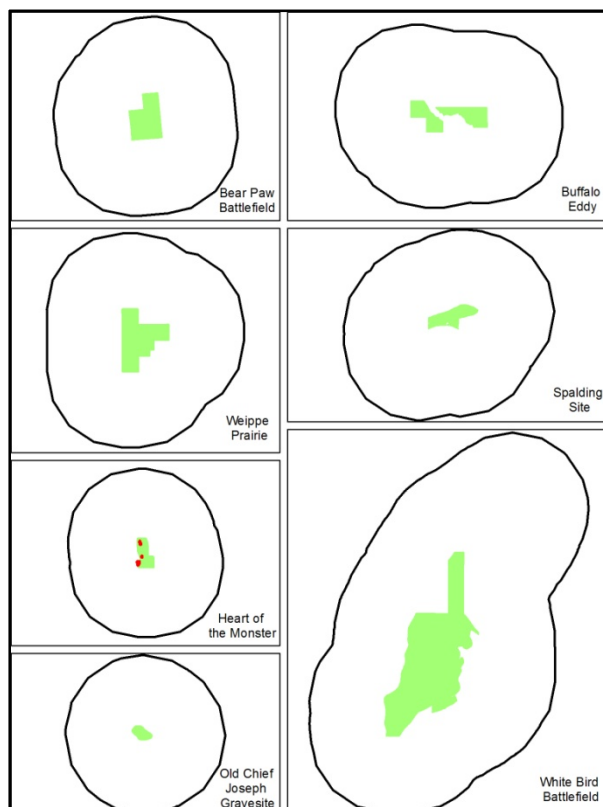 Bear Paw
Battlefield
Buffalo
Eddy
Weippe
Prairie
Spalding
Site
Heart of
the Monster
Old Chief
Joseph
Gravesite
White Bird
Battlefield